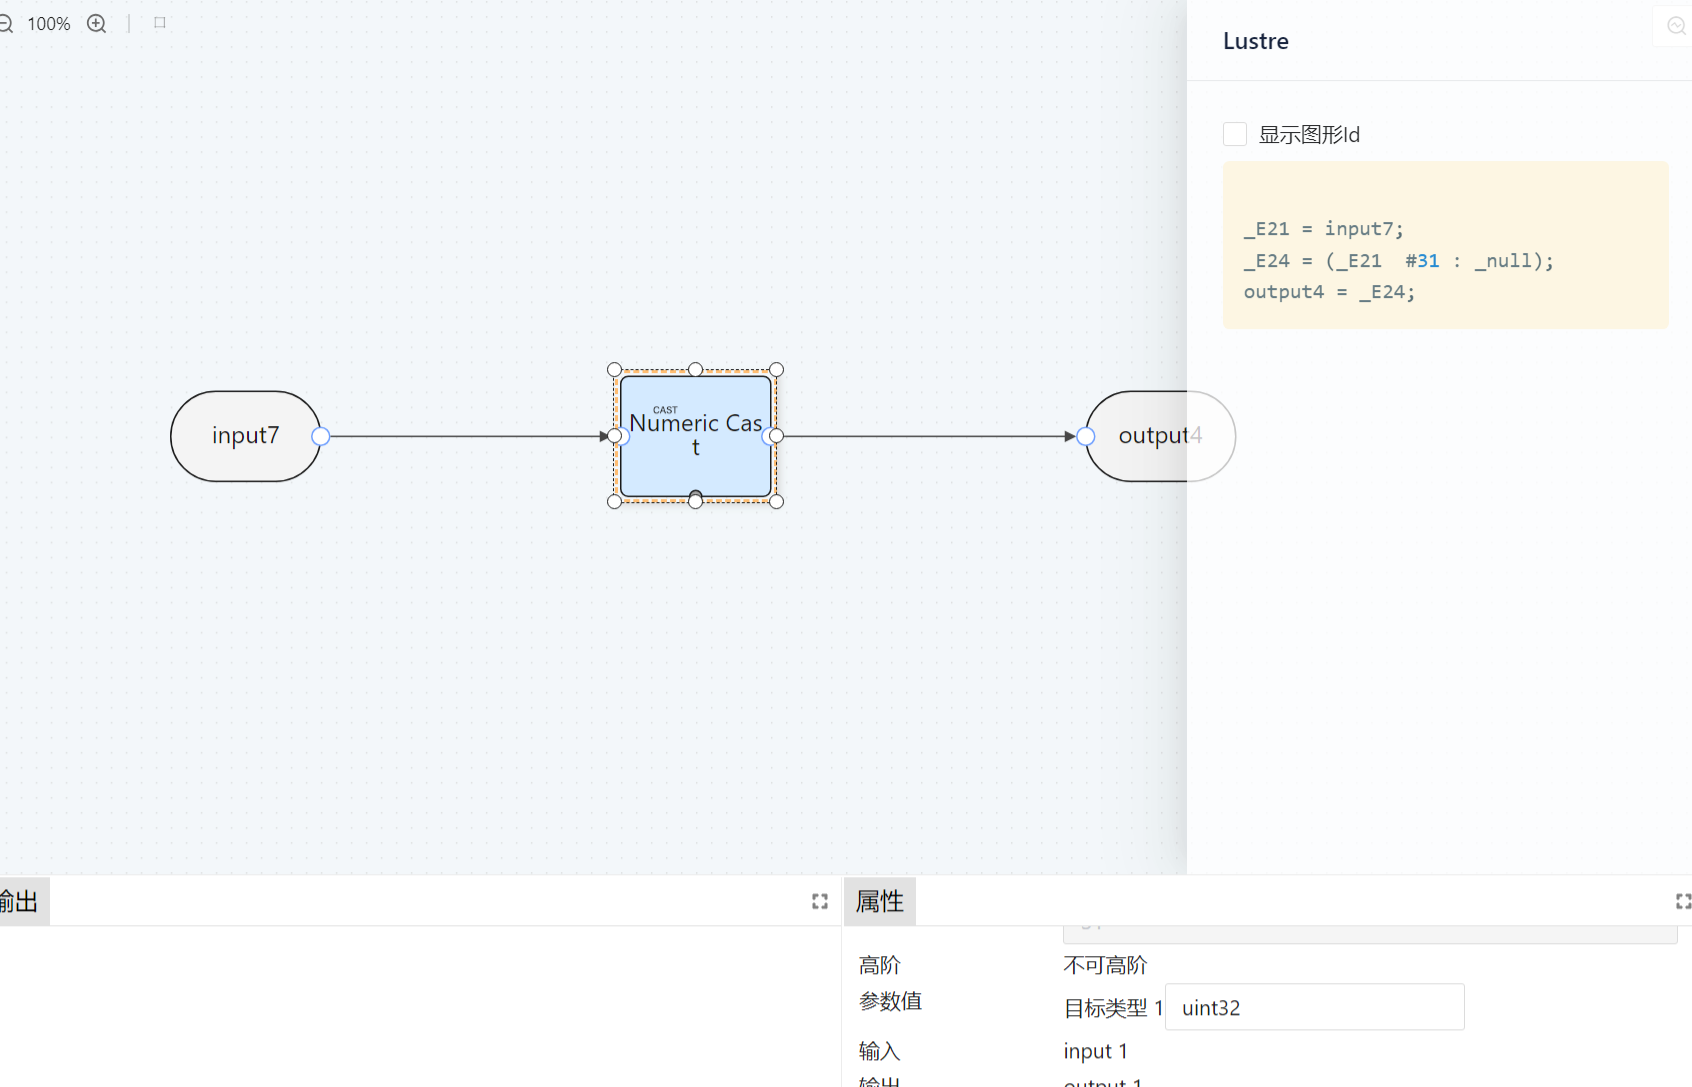 100%
Lustre
显示图形Id
_E21 = input7;
_E24 = (_E21  #31 : _null);
output4 = _E24;
input7
CAST
Numeric Cas
t
output4
输出
属性
高阶 不可高阶
参数值 目标类型 1 uint32
输入 input 1
输出 output 1